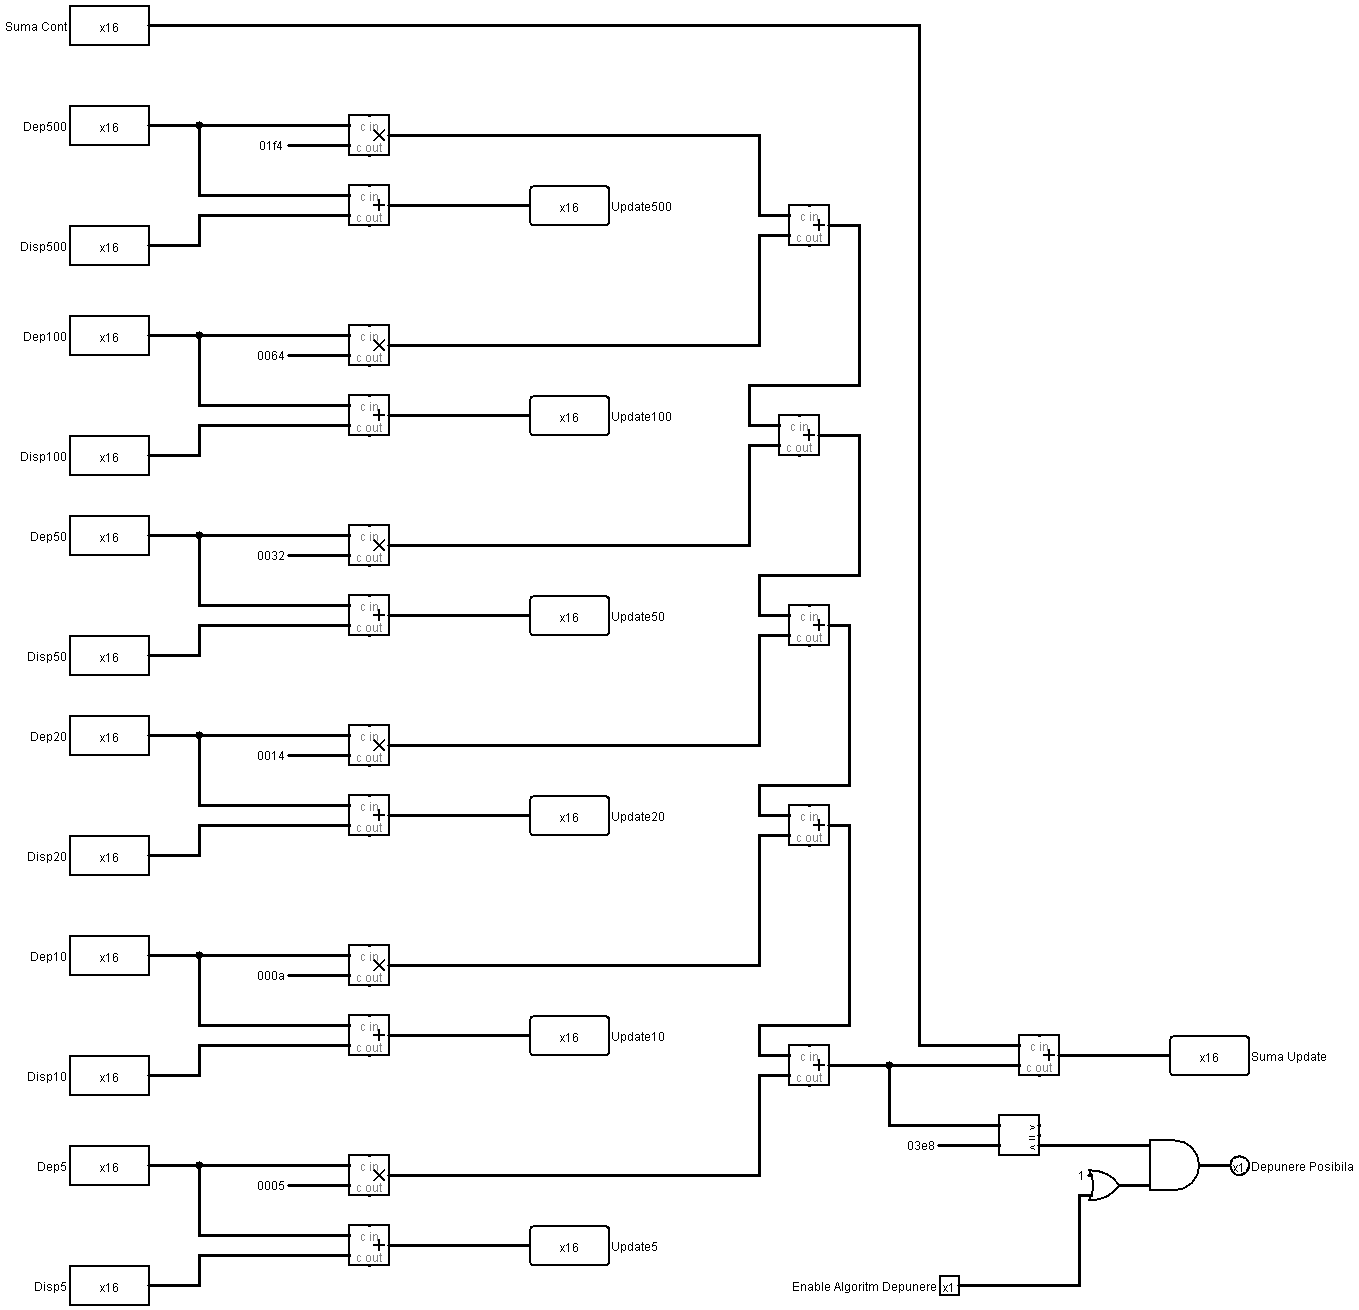 Suma Cont x16
Dep500 x16
c in
01f4 c out
c in
x16 Update500
c out
Disp500 x16
c in
c out
Dep100 x16
c in
0064 c out
c in
x16 Update100
c out
c in
Disp100 x16
c out
Dep50 x16
c in
0032 c out
c in
x16 Update50
c out
c in
c out
Disp50 x16
Dep20 x16
c in
0014 c out
c in
x16 Update20
c out
c in
c out
Disp20 x16
Dep10 x16
c in
000a c out
c in
x16 Update10
c out
c in
c out
c in
x16 Suma Update
c out
Disp10 x16
03e8
< = >
Dep5 x16
c in
0005 c out
1
x1 Depunere Posibila
c in
x16 Update5
c out
Disp5 x16
Enable Algoritm Depunere x1